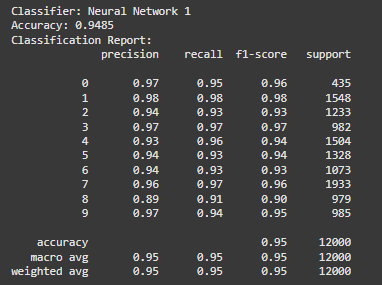 Classifier: Neural Network 1
Accuracy: 0.9485
Classification Report:
precision recall f1-score support
0 0.97 0.95 0.96 435
1 0.98 0.98 0.98 1548
2 0.94 0.93 0.93 1233
3 0.97 0.97 0.97 982
4 0.93 0.96 0.94 1504
5 0.94 0.93 0.94 1328
6 0.94 0.93 0.93 1073
7 0.96 0.97 0.96 1933
8 0.89 0.91 0.90 979
9 0.97 0.94 0.95 985
accuracy 0.95 12000
macro avg 0.95 0.95 0.95 12000
weighted avg 0.95 0.95 0.95 12000